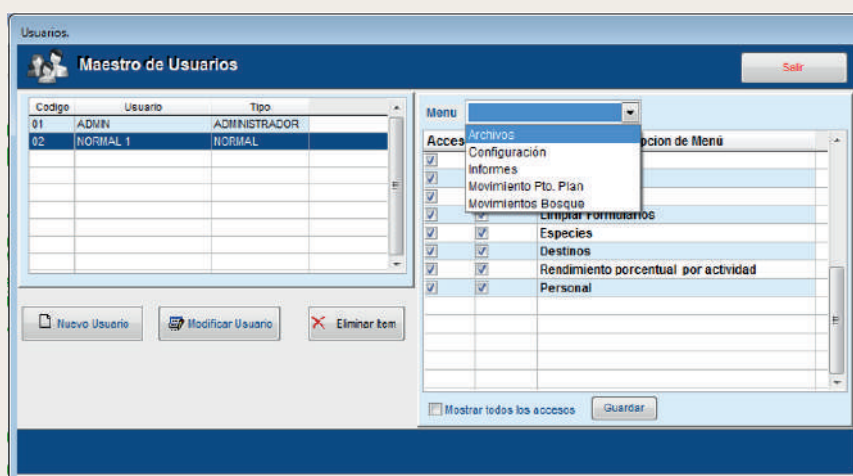 Usuarios.
Maestro de Usuarios
Salir
Codigo Usuario Tipo
01 ADMIN ADMINISTRADOR
02 NORMAL 1 NORMAL
Nuevo Usuario
Modificar Usuario
Eliminar Item
Menu
Archivos
Configuración
Informes
Movimiento Pto. Plan
Movimientos Bosque
Acces pcion de Menú
Limpiar Formularios
Especies
Destinos
Rendimiento porcentual por actividad
Personal
Mostrar todos los accesos
Guardar